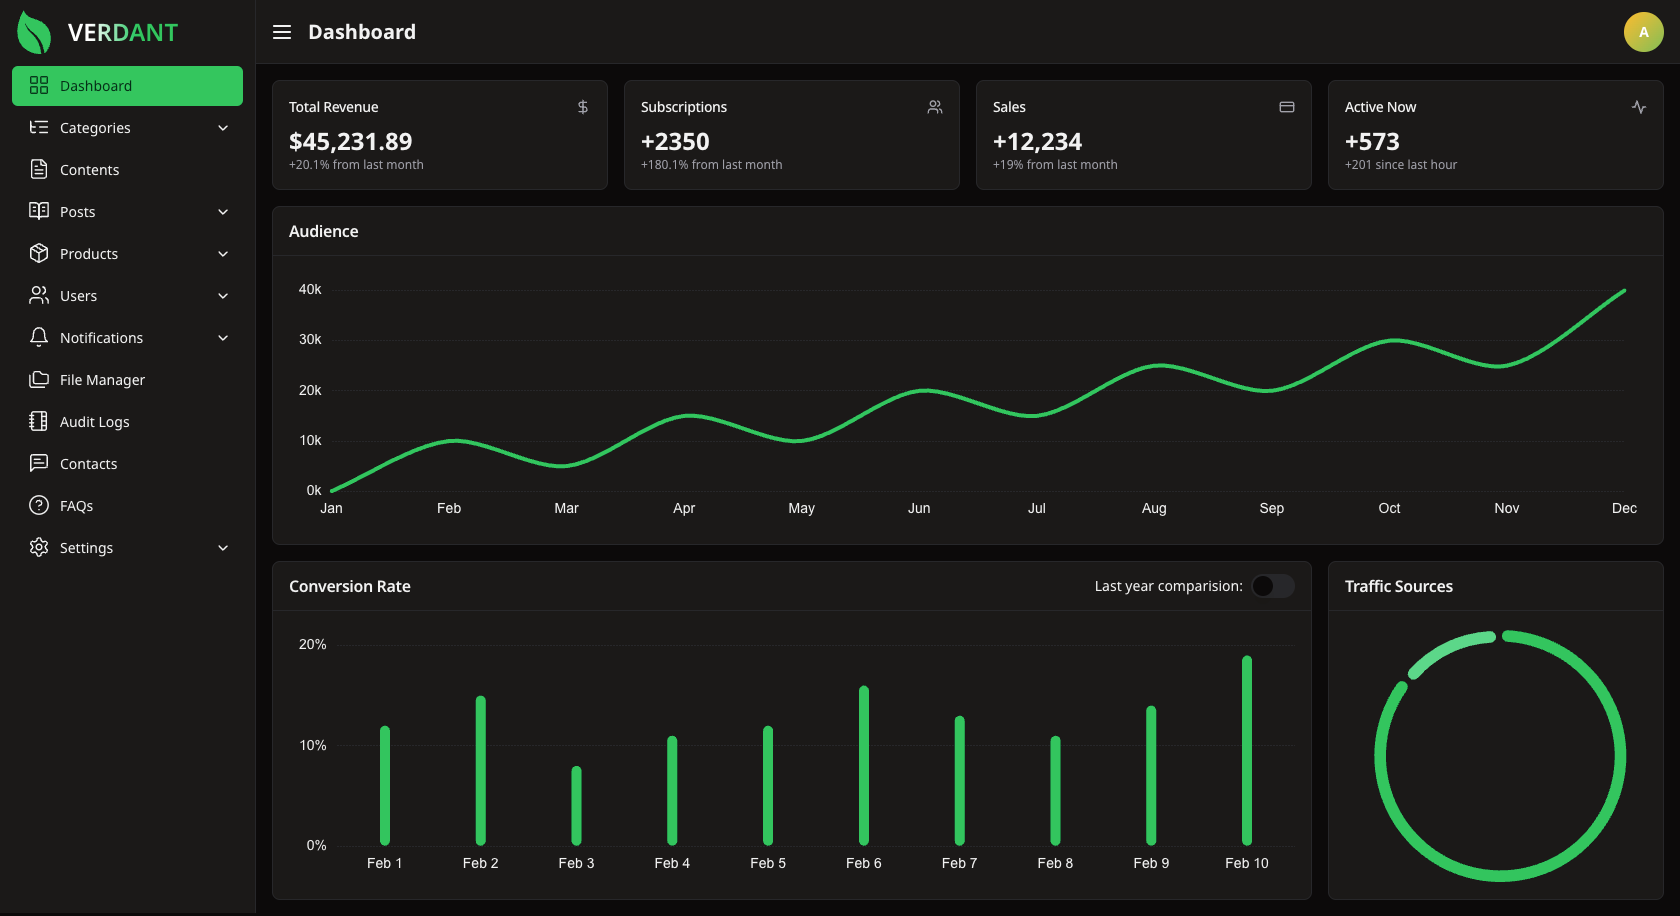 VERDANT
Dashboard
Categories
Contents
Posts
Products
Users
Notifications
File Manager
Audit Logs
Contacts
FAQs
Settings
Dashboard
A
Total Revenue
$45,231.89
+20.1% from last month
Subscriptions
+2350
+180.1% from last month
Sales
+12,234
+19% from last month
Active Now
+573
+201 since last hour
Audience
40k
30k
20k
10k
0k
Jan Feb Mar Apr May Jun Jul Aug Sep Oct Nov Dec
Conversion Rate
Last year comparision:
20%
10%
0%
Feb 1 Feb 2 Feb 3 Feb 4 Feb 5 Feb 6 Feb 7 Feb 8 Feb 9 Feb 10
Traffic Sources